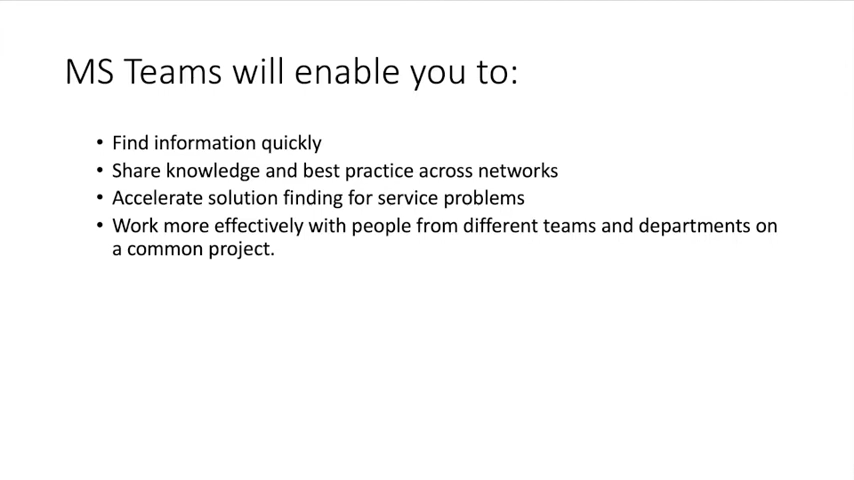 MS Teams will enable you to:
• Find information quickly
• Share knowledge and best practice across networks
• Accelerate solution finding for service problems
• Work more effectively with people from different teams and departments on
a common project.